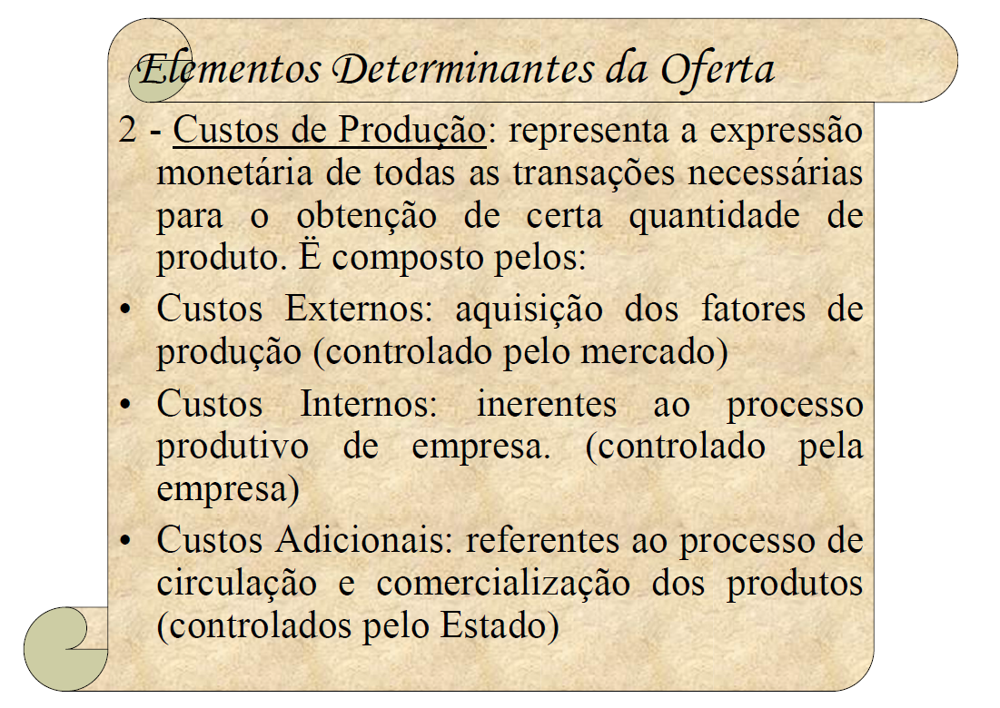 Elementos Determinantes da Oferta
2 - Custos de Produção: representa a expressão
monetária de todas as transações necessárias
para o obtenção de certa quantidade de
produto. Ë composto pelos:
• Custos Externos: aquisição dos fatores de
produção (controlado pelo mercado)
• Custos Internos: inerentes ao processo
produtivo de empresa. (controlado pela
empresa)
• Custos Adicionais: referentes ao processo de
circulação e comercialização dos produtos
(controlados pelo Estado)